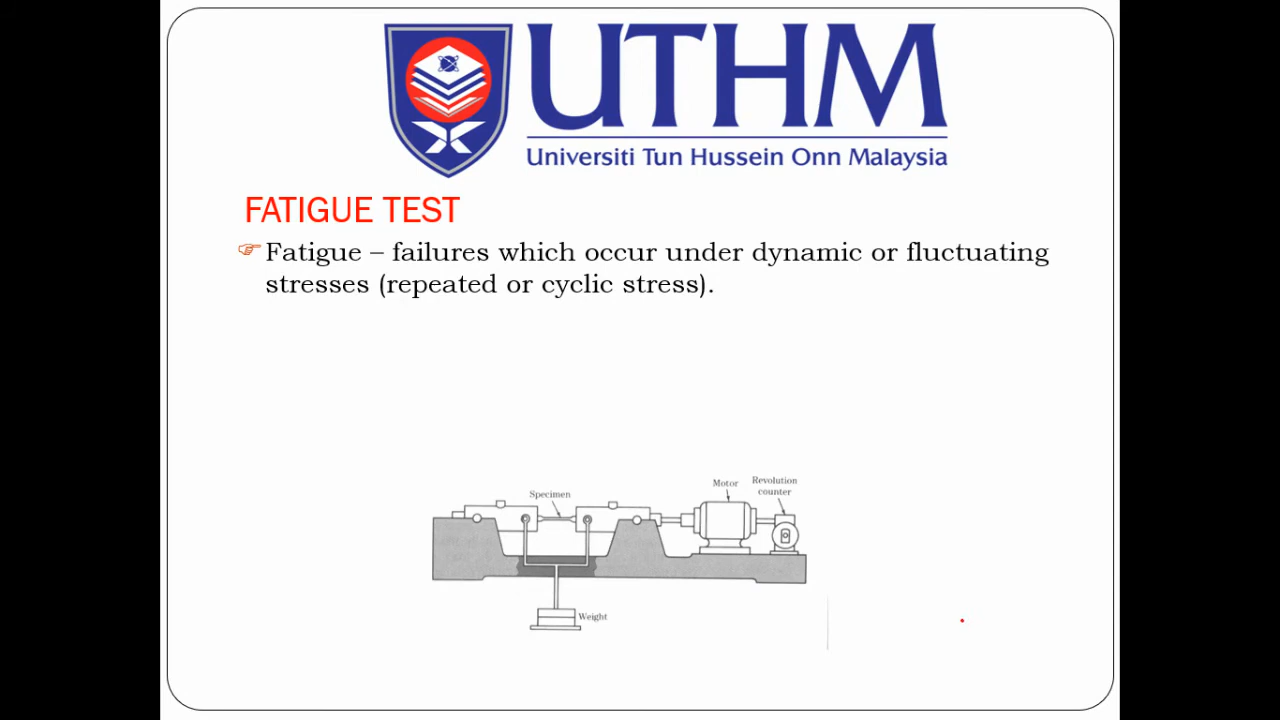 UTHM
Universiti Tun Hussein Onn Malaysia
FATIGUE TEST
Fatigue – failures which occur under dynamic or fluctuating
stresses (repeated or cyclic stress).
Specimen
Motor
Revolution
counter
Weight